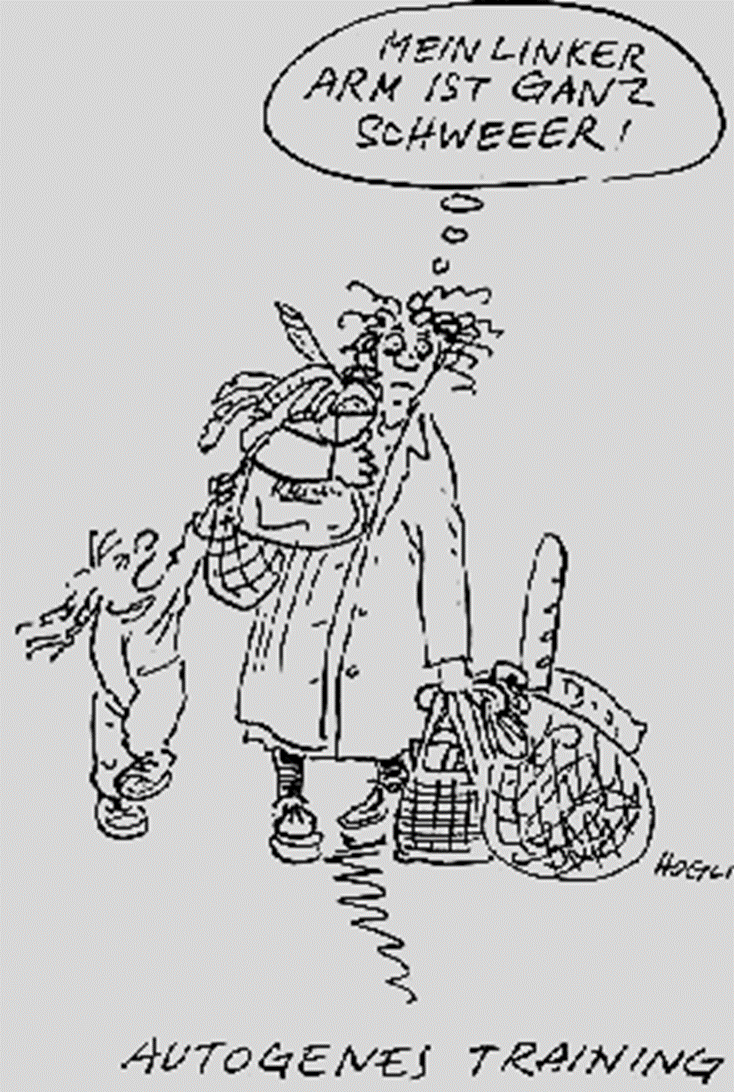 MEIN LINKER
ARM IST GANZ
SCHWEEER!
HOEGLI
AUTOGENES TRAINING